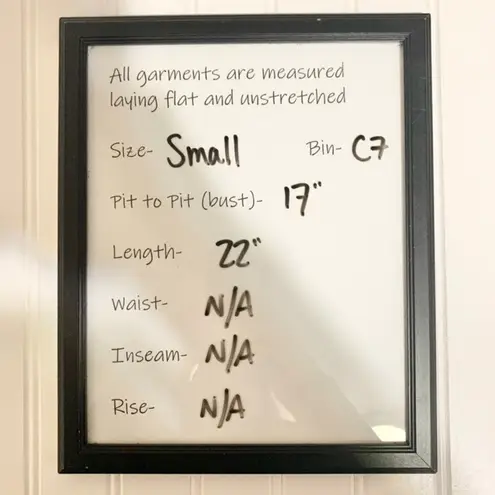 All garments are measured
laying flat and unstretched
Size- Small Bin- C7
Pit to Pit (bust)- 17"
Length- 22"
Waist- N/A
Inseam- N/A
Rise- N/A